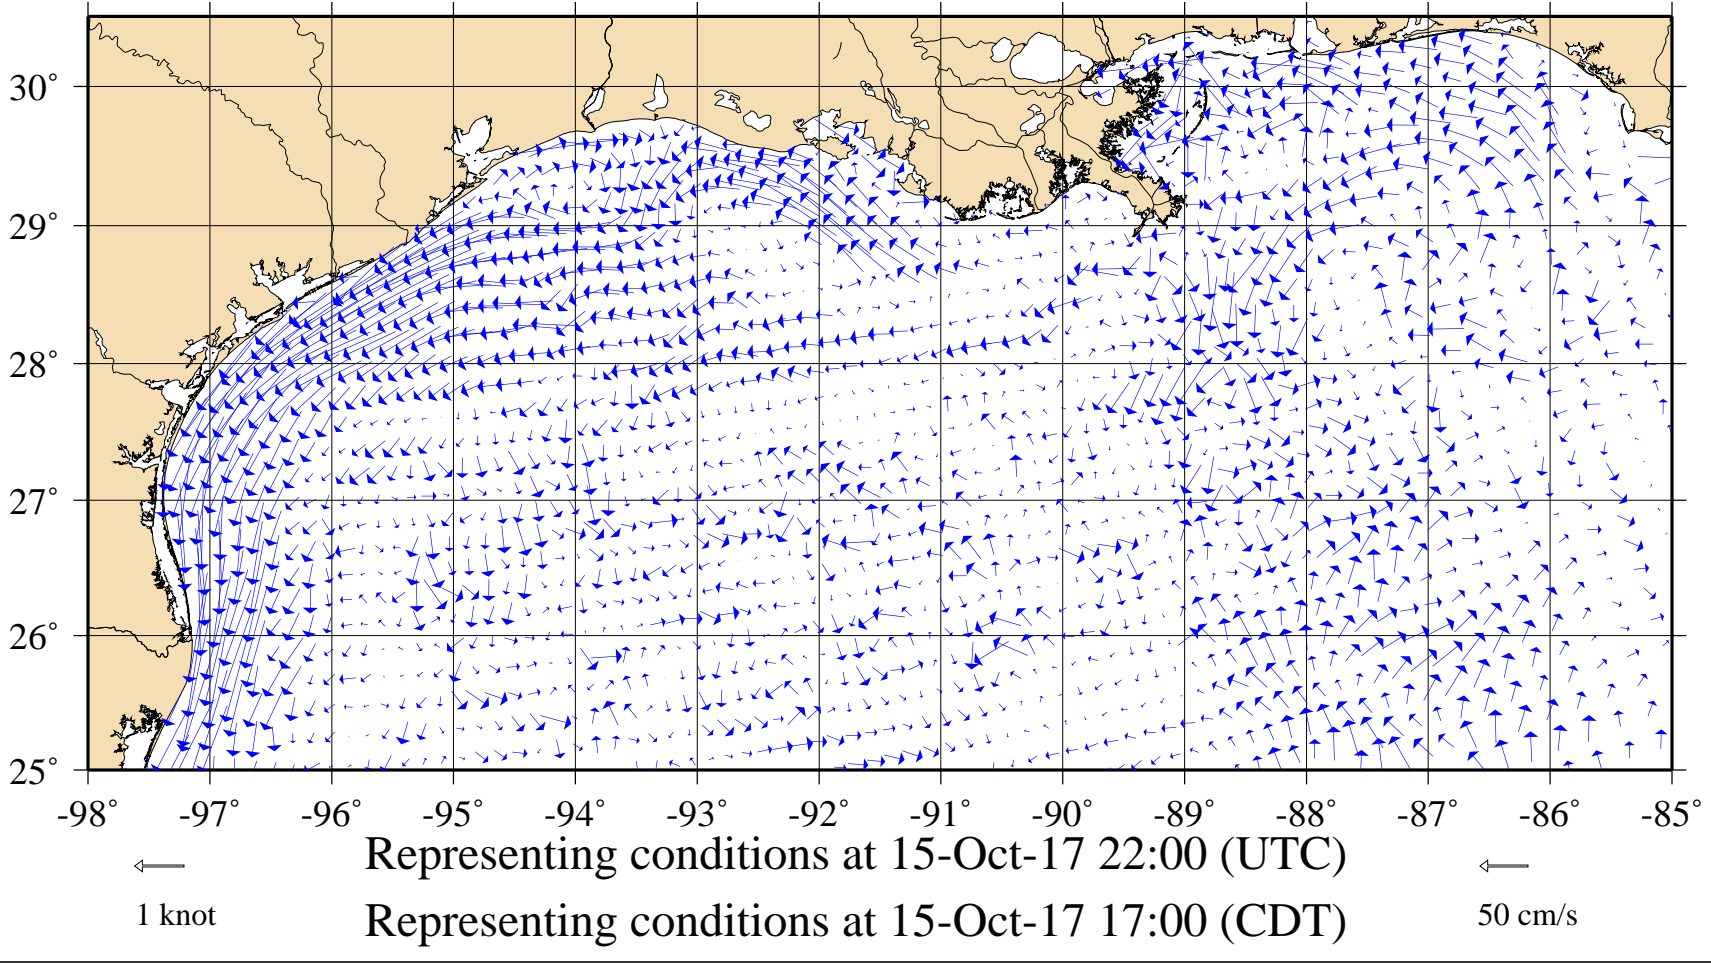 30°
29°
28°
27°
26°
25°
-98° -97° -96° -95° -94° -93° -92° -91° -90° -89° -88° -87° -86° -85°
Representing conditions at 15-Oct-17 22:00 (UTC)
1 knot Representing conditions at 15-Oct-17 17:00 (CDT) 50 cm/s